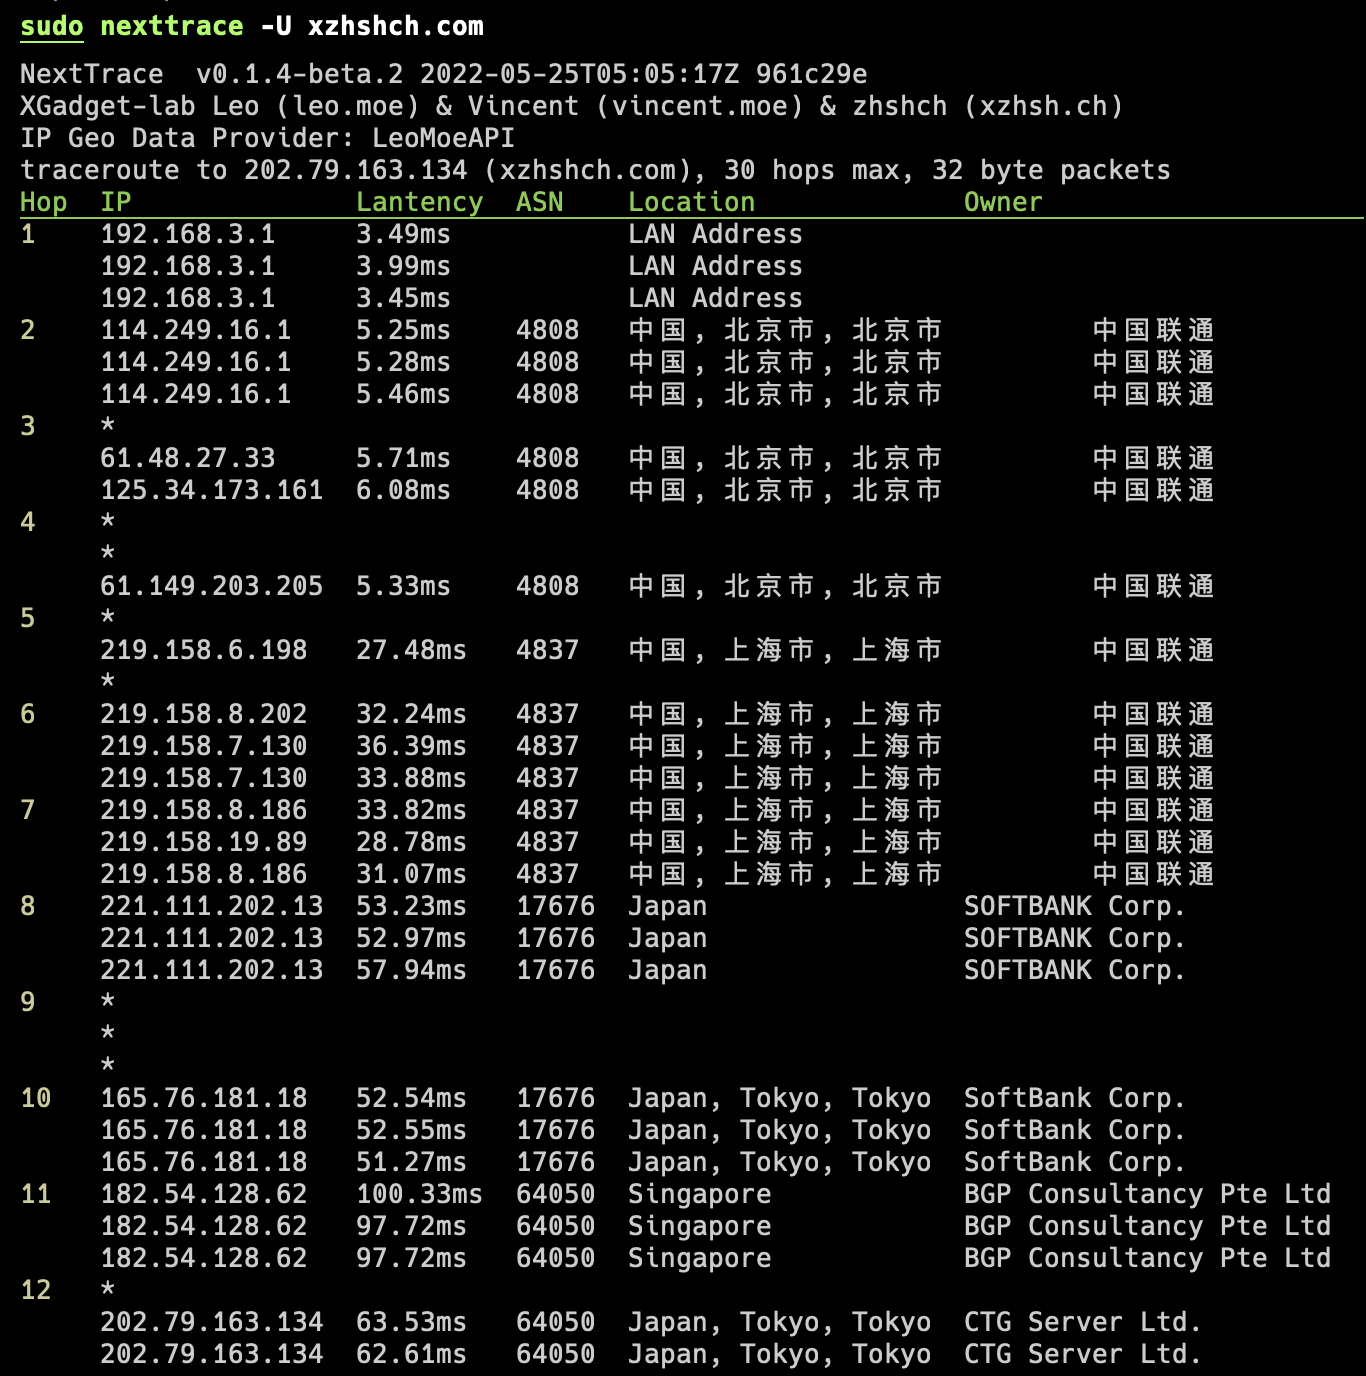 sudo nexttrace -U xzhshch.com
NextTrace  v0.1.4-beta.2 2022-05-25T05:05:17Z 961c29e
XGadget-lab Leo (leo.moe) & Vincent (vincent.moe) & zhshch (xzhsh.ch)
IP Geo Data Provider: LeoMoeAPI
traceroute to 202.79.163.134 (xzhshch.com), 30 hops max, 32 byte packets
Hop  IP  Lantency  ASN  Location  Owner
1  192.168.3.1  3.49ms  LAN Address
192.168.3.1  3.99ms  LAN Address
192.168.3.1  3.45ms  LAN Address
2  114.249.16.1  5.25ms  4808  中国, 北京市, 北京市  中国联通
114.249.16.1  5.28ms  4808  中国, 北京市, 北京市  中国联通
114.249.16.1  5.46ms  4808  中国, 北京市, 北京市  中国联通
3  *
61.48.27.33  5.71ms  4808  中国, 北京市, 北京市  中国联通
125.34.173.161  6.08ms  4808  中国, 北京市, 北京市  中国联通
4  *
*
61.149.203.205  5.33ms  4808  中国, 北京市, 北京市  中国联通
5  *
219.158.6.198  27.48ms  4837  中国, 上海市, 上海市  中国联通
*
6  219.158.8.202  32.24ms  4837  中国, 上海市, 上海市  中国联通
219.158.7.130  36.39ms  4837  中国, 上海市, 上海市  中国联通
219.158.7.130  33.88ms  4837  中国, 上海市, 上海市  中国联通
7  219.158.8.186  33.82ms  4837  中国, 上海市, 上海市  中国联通
219.158.19.89  28.78ms  4837  中国, 上海市, 上海市  中国联通
219.158.8.186  31.07ms  4837  中国, 上海市, 上海市  中国联通
8  221.111.202.13  53.23ms  17676  Japan  SOFTBANK Corp.
221.111.202.13  52.97ms  17676  Japan  SOFTBANK Corp.
221.111.202.13  57.94ms  17676  Japan  SOFTBANK Corp.
9  *
*
*
10  165.76.181.18  52.54ms  17676  Japan, Tokyo, Tokyo  SoftBank Corp.
165.76.181.18  52.55ms  17676  Japan, Tokyo, Tokyo  SoftBank Corp.
165.76.181.18  51.27ms  17676  Japan, Tokyo, Tokyo  SoftBank Corp.
11  182.54.128.62  100.33ms  64050  Singapore  BGP Consultancy Pte Ltd
182.54.128.62  97.72ms  64050  Singapore  BGP Consultancy Pte Ltd
182.54.128.62  97.72ms  64050  Singapore  BGP Consultancy Pte Ltd
12  *
202.79.163.134  63.53ms  64050  Japan, Tokyo, Tokyo  CTG Server Ltd.
202.79.163.134  62.61ms  64050  Japan, Tokyo, Tokyo  CTG Server Ltd.